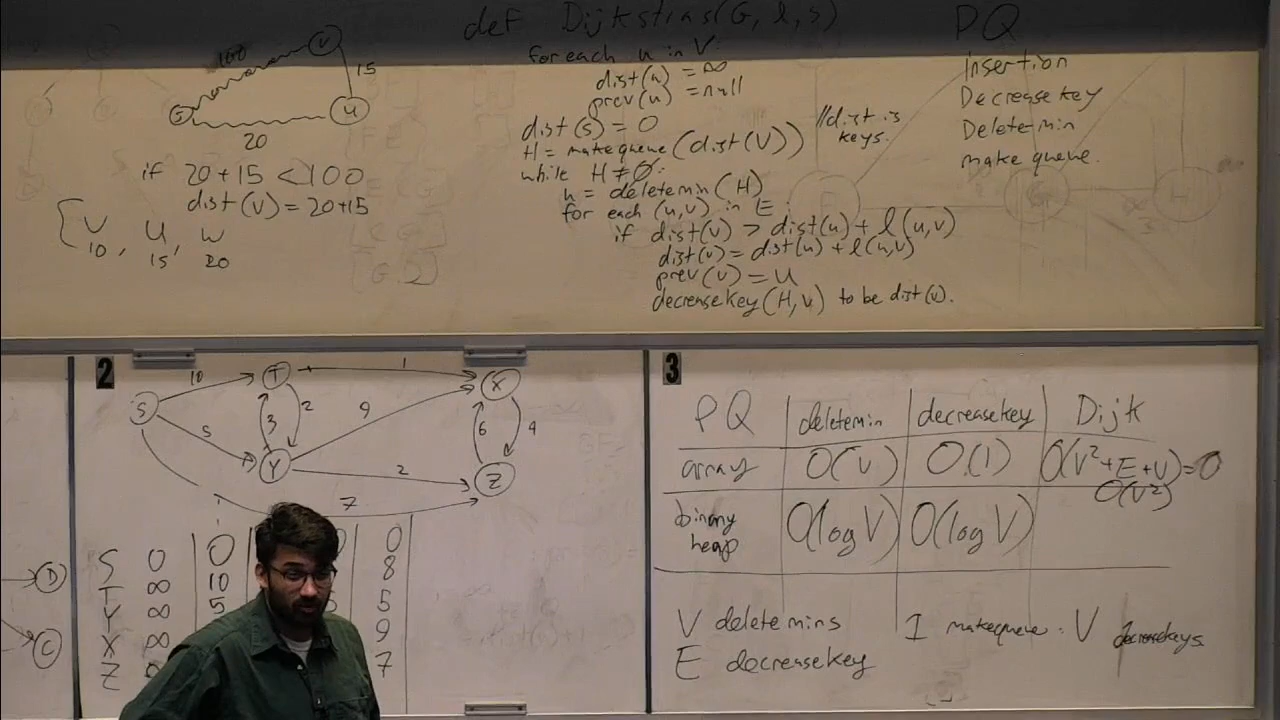 def Dijkstras(G, l, s)
for each u in V:
dist(u) = ∞
prev(u) = null
dist(s) = 0
H = makequeue (dist(V))
//dist is
keys.
while H ≠ ∅:
u = deletemin(H)
for each (u,v) in E:
if dist(v) > dist(u) + l(u,v)
dist(v) = dist(u) + l(u,v)
prev(v) = u
decreasekey(H,v) to be dist(v).
PQ
Insertion
Decrease key
Deletemin
make queue.
100
V
15
S
U
20
if 20+15 < 100
dist(v) = 20+15
{ V, U, W
10 15 20
2
S
10
T
1
X
5
3
2
9
6
4
Y
2
Z
7
S 0 0 0
T ∞ 10 8
Y ∞ 5 5
X ∞ 9
Z 7
D
C
3
PQ deletemin decreasekey Dijk
array O(V) O(1) O(V²+E+V)=O
O(V²)
binary
heap O(log V) O(log V)
V deletemins
E decreasekey
1 makequeue: V decreasekeys